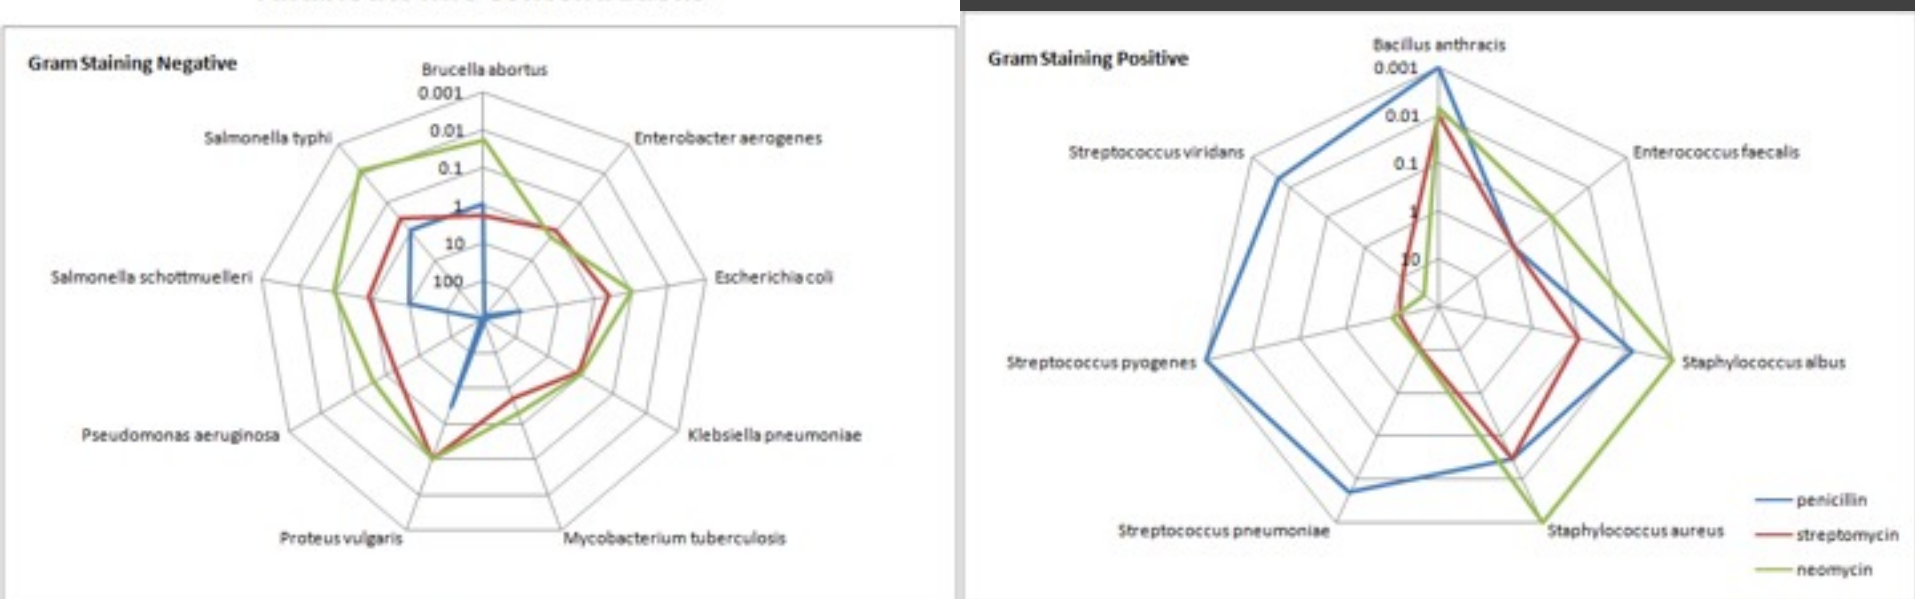 Gram Staining Negative
Brucella abortus
0.001
0.01
0.1
1
10
100
Enterobacter aerogenes
Escherichia coli
Klebsiella pneumoniae
Mycobacterium tuberculosis
Proteus vulgaris
Pseudomonas aeruginosa
Salmonella schottmuelleri
Salmonella typhi
Gram Staining Positive
Bacillus anthracis
0.001
0.01
0.1
1
10
Enterococcus faecalis
Staphylococcus albus
Staphylococcus aureus
Streptococcus pneumoniae
Streptococcus pyogenes
Streptococcus viridans
penicillin
streptomycin
neomycin